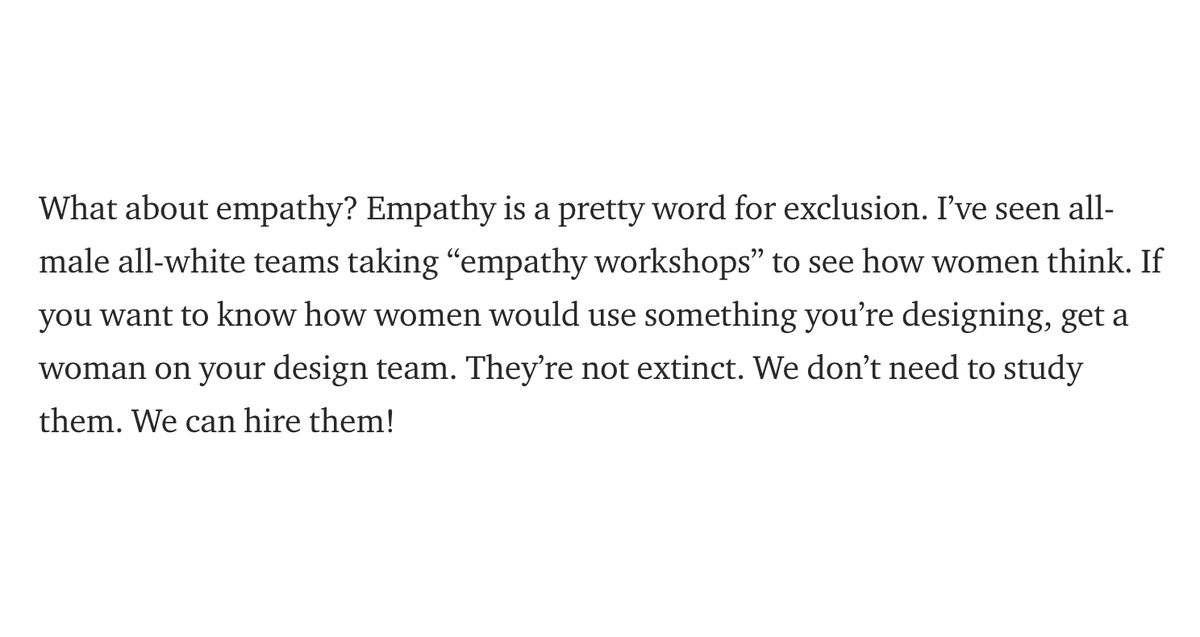 What about empathy? Empathy is a pretty word for exclusion. I’ve seen all-
male all-white teams taking “empathy workshops” to see how women think. If
you want to know how women would use something you’re designing, get a
woman on your design team. They’re not extinct. We don’t need to study
them. We can hire them!